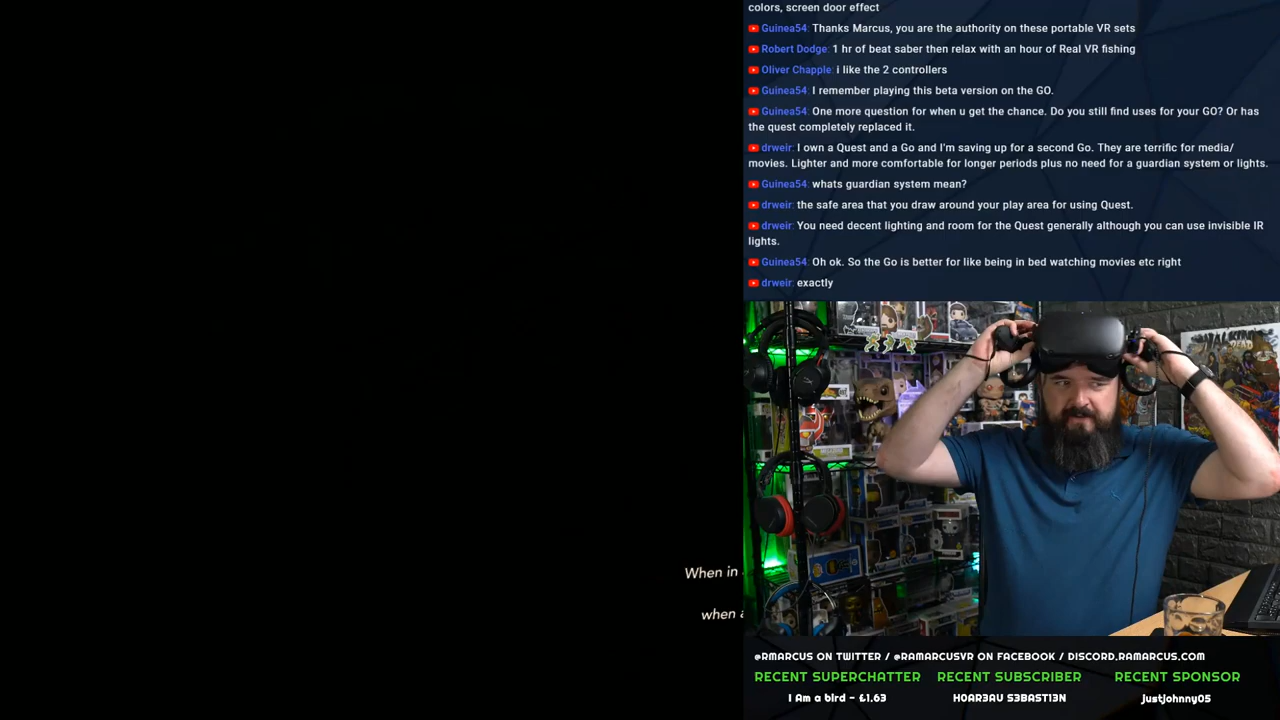 colors, screen door effect
Guinea54: Thanks Marcus, you are the authority on these portable VR sets
Robert Dodge: 1 hr of beat saber then relax with an hour of Real VR fishing
Oliver Chapple: i like the 2 controllers
Guinea54: I remember playing this beta version on the GO.
Guinea54: One more question for when u get the chance. Do you still find uses for your GO? Or has
the quest completely replaced it.
drweir: I own a Quest and a Go and I'm saving up for a second Go. They are terrific for media/
movies. Lighter and more comfortable for longer periods plus no need for a guardian system or lights.
Guinea54: whats guardian system mean?
drweir: the safe area that you draw around your play area for using Quest.
drweir: You need decent lighting and room for the Quest generally although you can use invisible IR
lights.
Guinea54: Oh ok. So the Go is better for like being in bed watching movies etc right
drweir: exactly
When in
when a
@RMARCUS ON TWITTER / @RAMARCUSVR ON FACEBOOK / DISCORD.RAMARCUS.COM
RECENT SUPERCHATTER RECENT SUBSCRIBER RECENT SPONSOR
I Am a bird - £1.63 H0AR3AU S3BAST13N justjohnny05